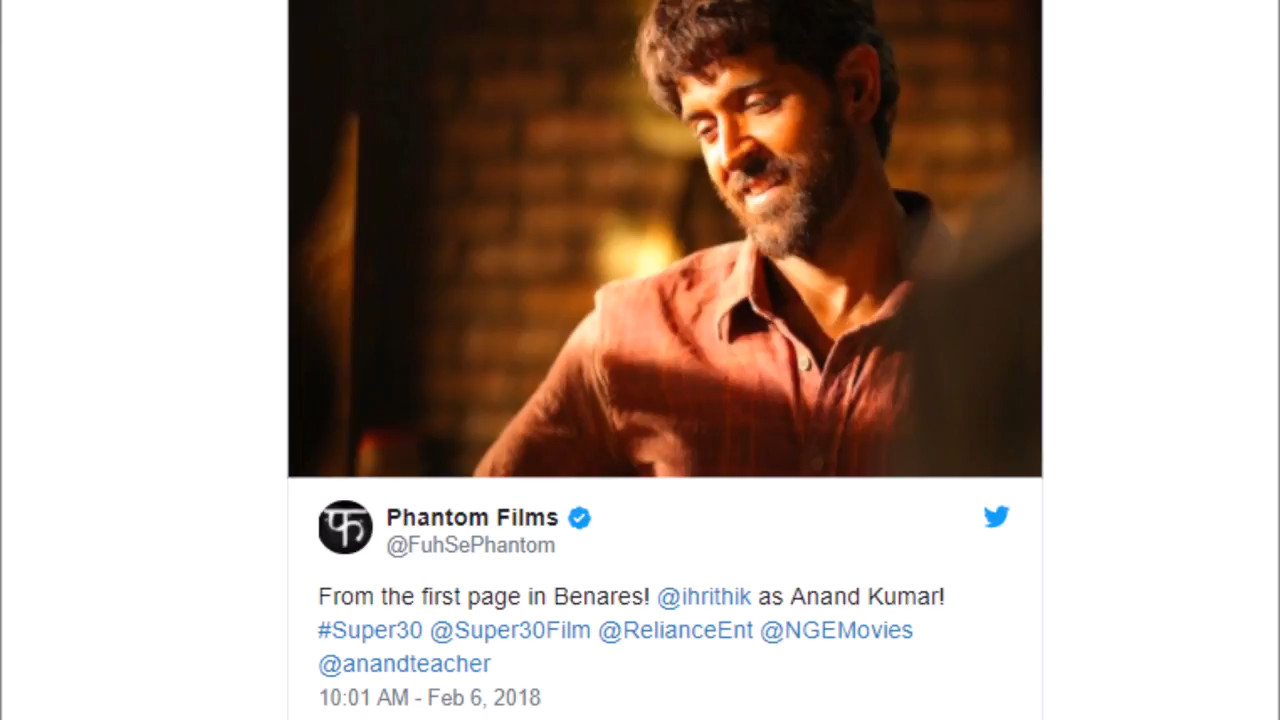 फ
Phantom Films
@FuhSePhantom
From the first page in Benares! @ihrithik as Anand Kumar!
#Super30 @Super30Film @RelianceEnt @NGEMovies
@anandteacher
10:01 AM - Feb 6, 2018